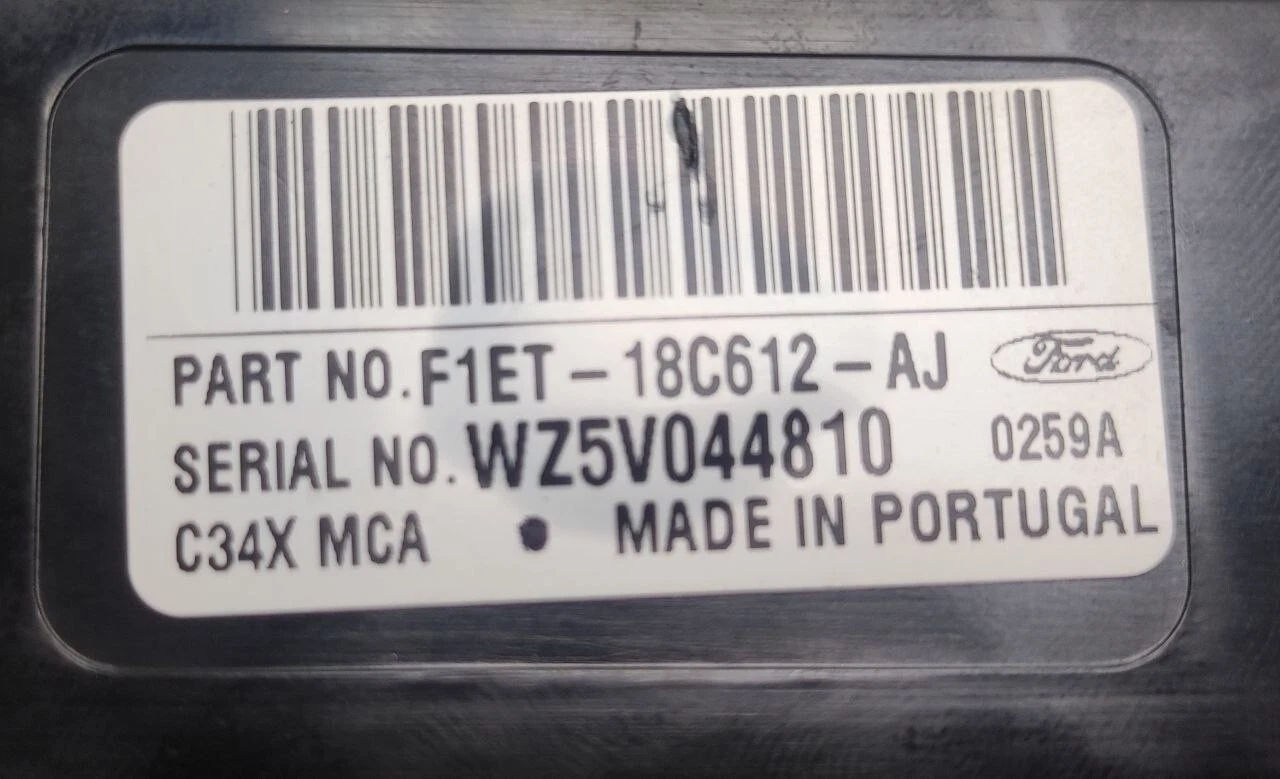 PART NO. F1ET-18C612-AJ Ford
SERIAL NO. WZ5V044810 0259A
C34X MCA • MADE IN PORTUGAL